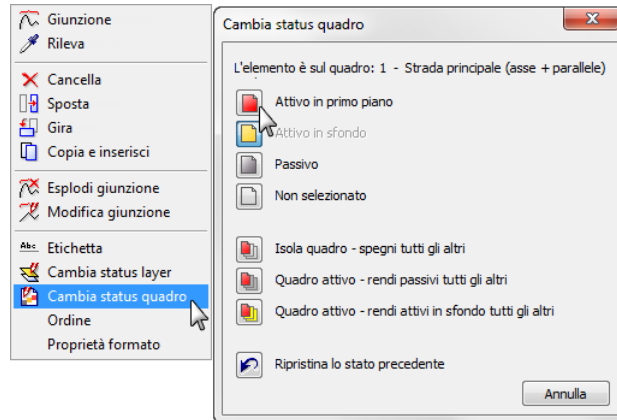 Giunzione
Rileva
Cancella
Sposta
Gira
Copia e inserisci
Esplodi giunzione
Modifica giunzione
Abc Etichetta
Cambia status layer
Cambia status quadro
Ordine
Proprietà formato
Cambia status quadro
L'elemento è sul quadro: 1 - Strada principale (asse + parallele)
Attivo in primo piano
Attivo in sfondo
Passivo
Non selezionato
Isola quadro - spegni tutti gli altri
Quadro attivo - rendi passivi tutti gli altri
Quadro attivo - rendi attivi in sfondo tutti gli altri
Ripristina lo stato precedente
Annulla